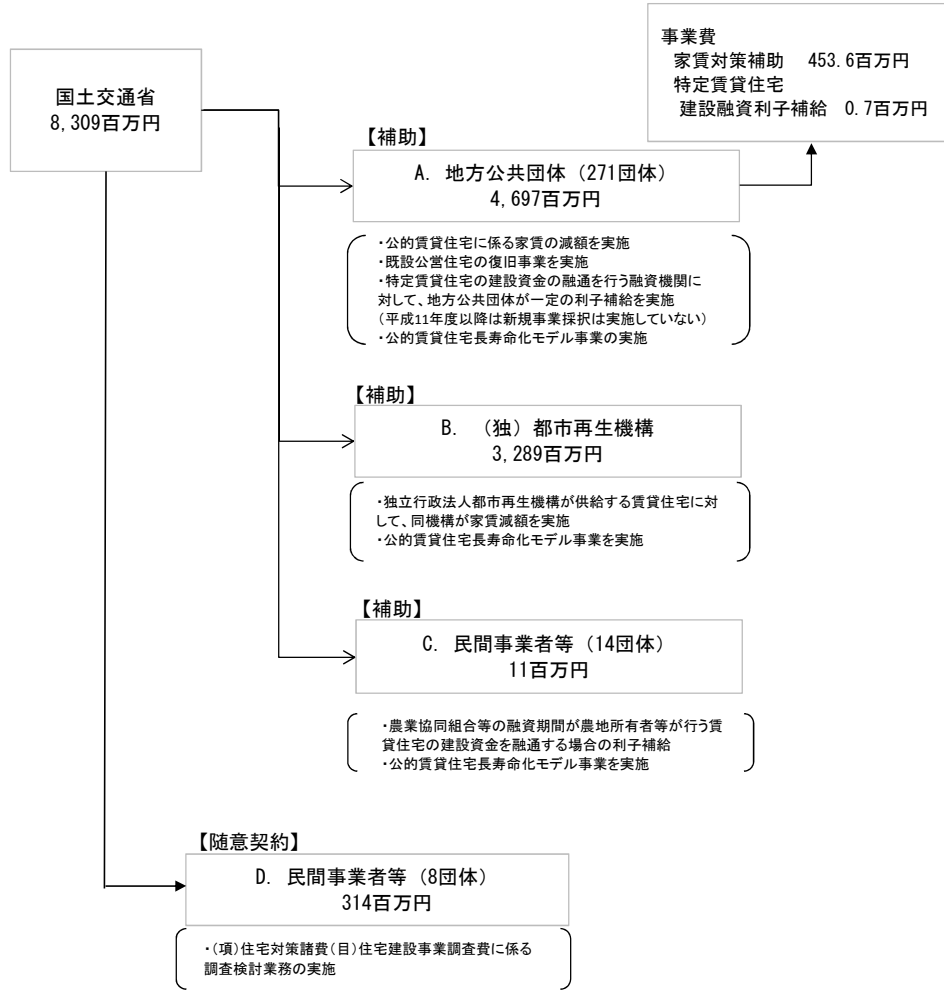 国土交通省
8,309百万円
事業費
家賃対策補助　453.6百万円
特定賃貸住宅
建設融資利子補給　0.7百万円
【補助】
A. 地方公共団体（271団体）
4,697百万円
・公的賃貸住宅に係る家賃の減額を実施
・既設公営住宅の復旧事業を実施
・特定賃貸住宅の建設資金の融通を行う融資機関に
対して、地方公共団体が一定の利子補給を実施
（平成11年度以降は新規事業採択は実施していない）
・公的賃貸住宅長寿命化モデル事業の実施
【補助】
B. （独）都市再生機構
3,289百万円
・独立行政法人都市再生機構が供給する賃貸住宅に対
して、同機構が家賃減額を実施
・公的賃貸住宅長寿命化モデル事業を実施
【補助】
C. 民間事業者等（14団体）
11百万円
・農業協同組合等の融資期間が農地所有者等が行う賃
貸住宅の建設資金を融通する場合の利子補給
・公的賃貸住宅長寿命化モデル事業を実施
【随意契約】
D. 民間事業者等（8団体）
314百万円
・（項）住宅対策諸費（目）住宅建設事業調査費に係る
調査検討業務の実施